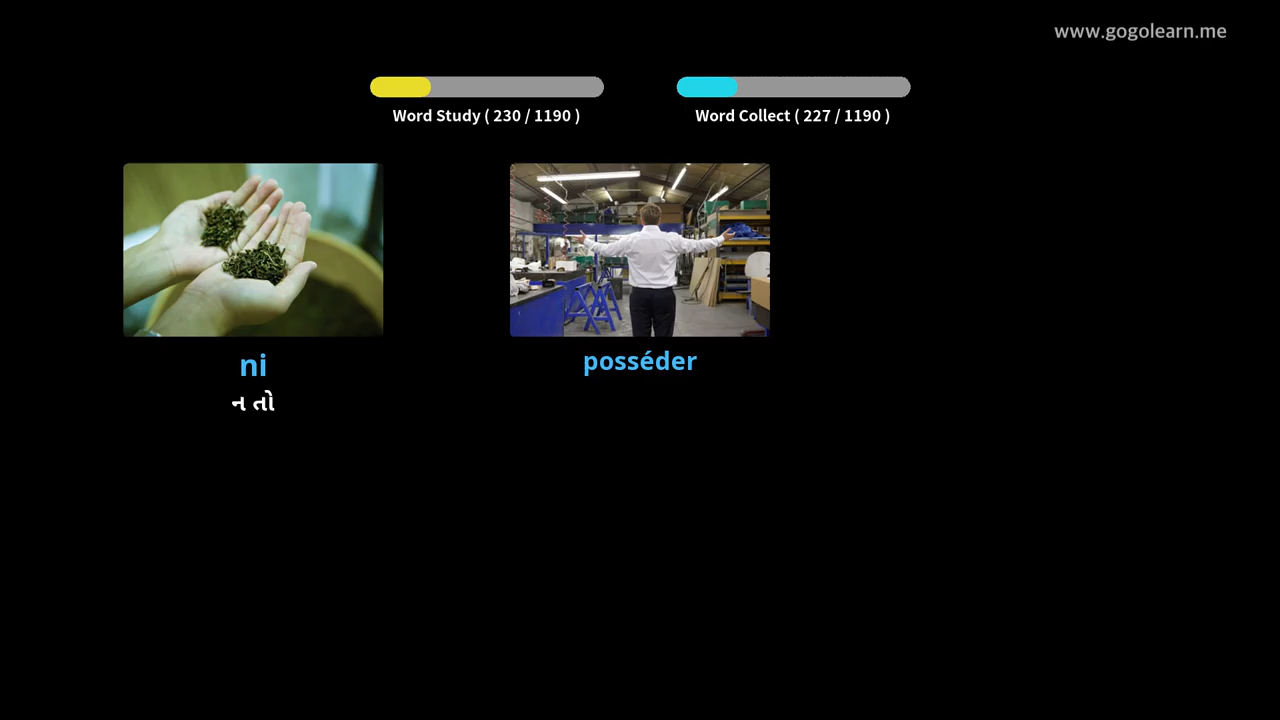 www.gogolearn.me
Word Study ( 230 / 1190 )
Word Collect ( 227 / 1190 )
ni
ન તો
posséder